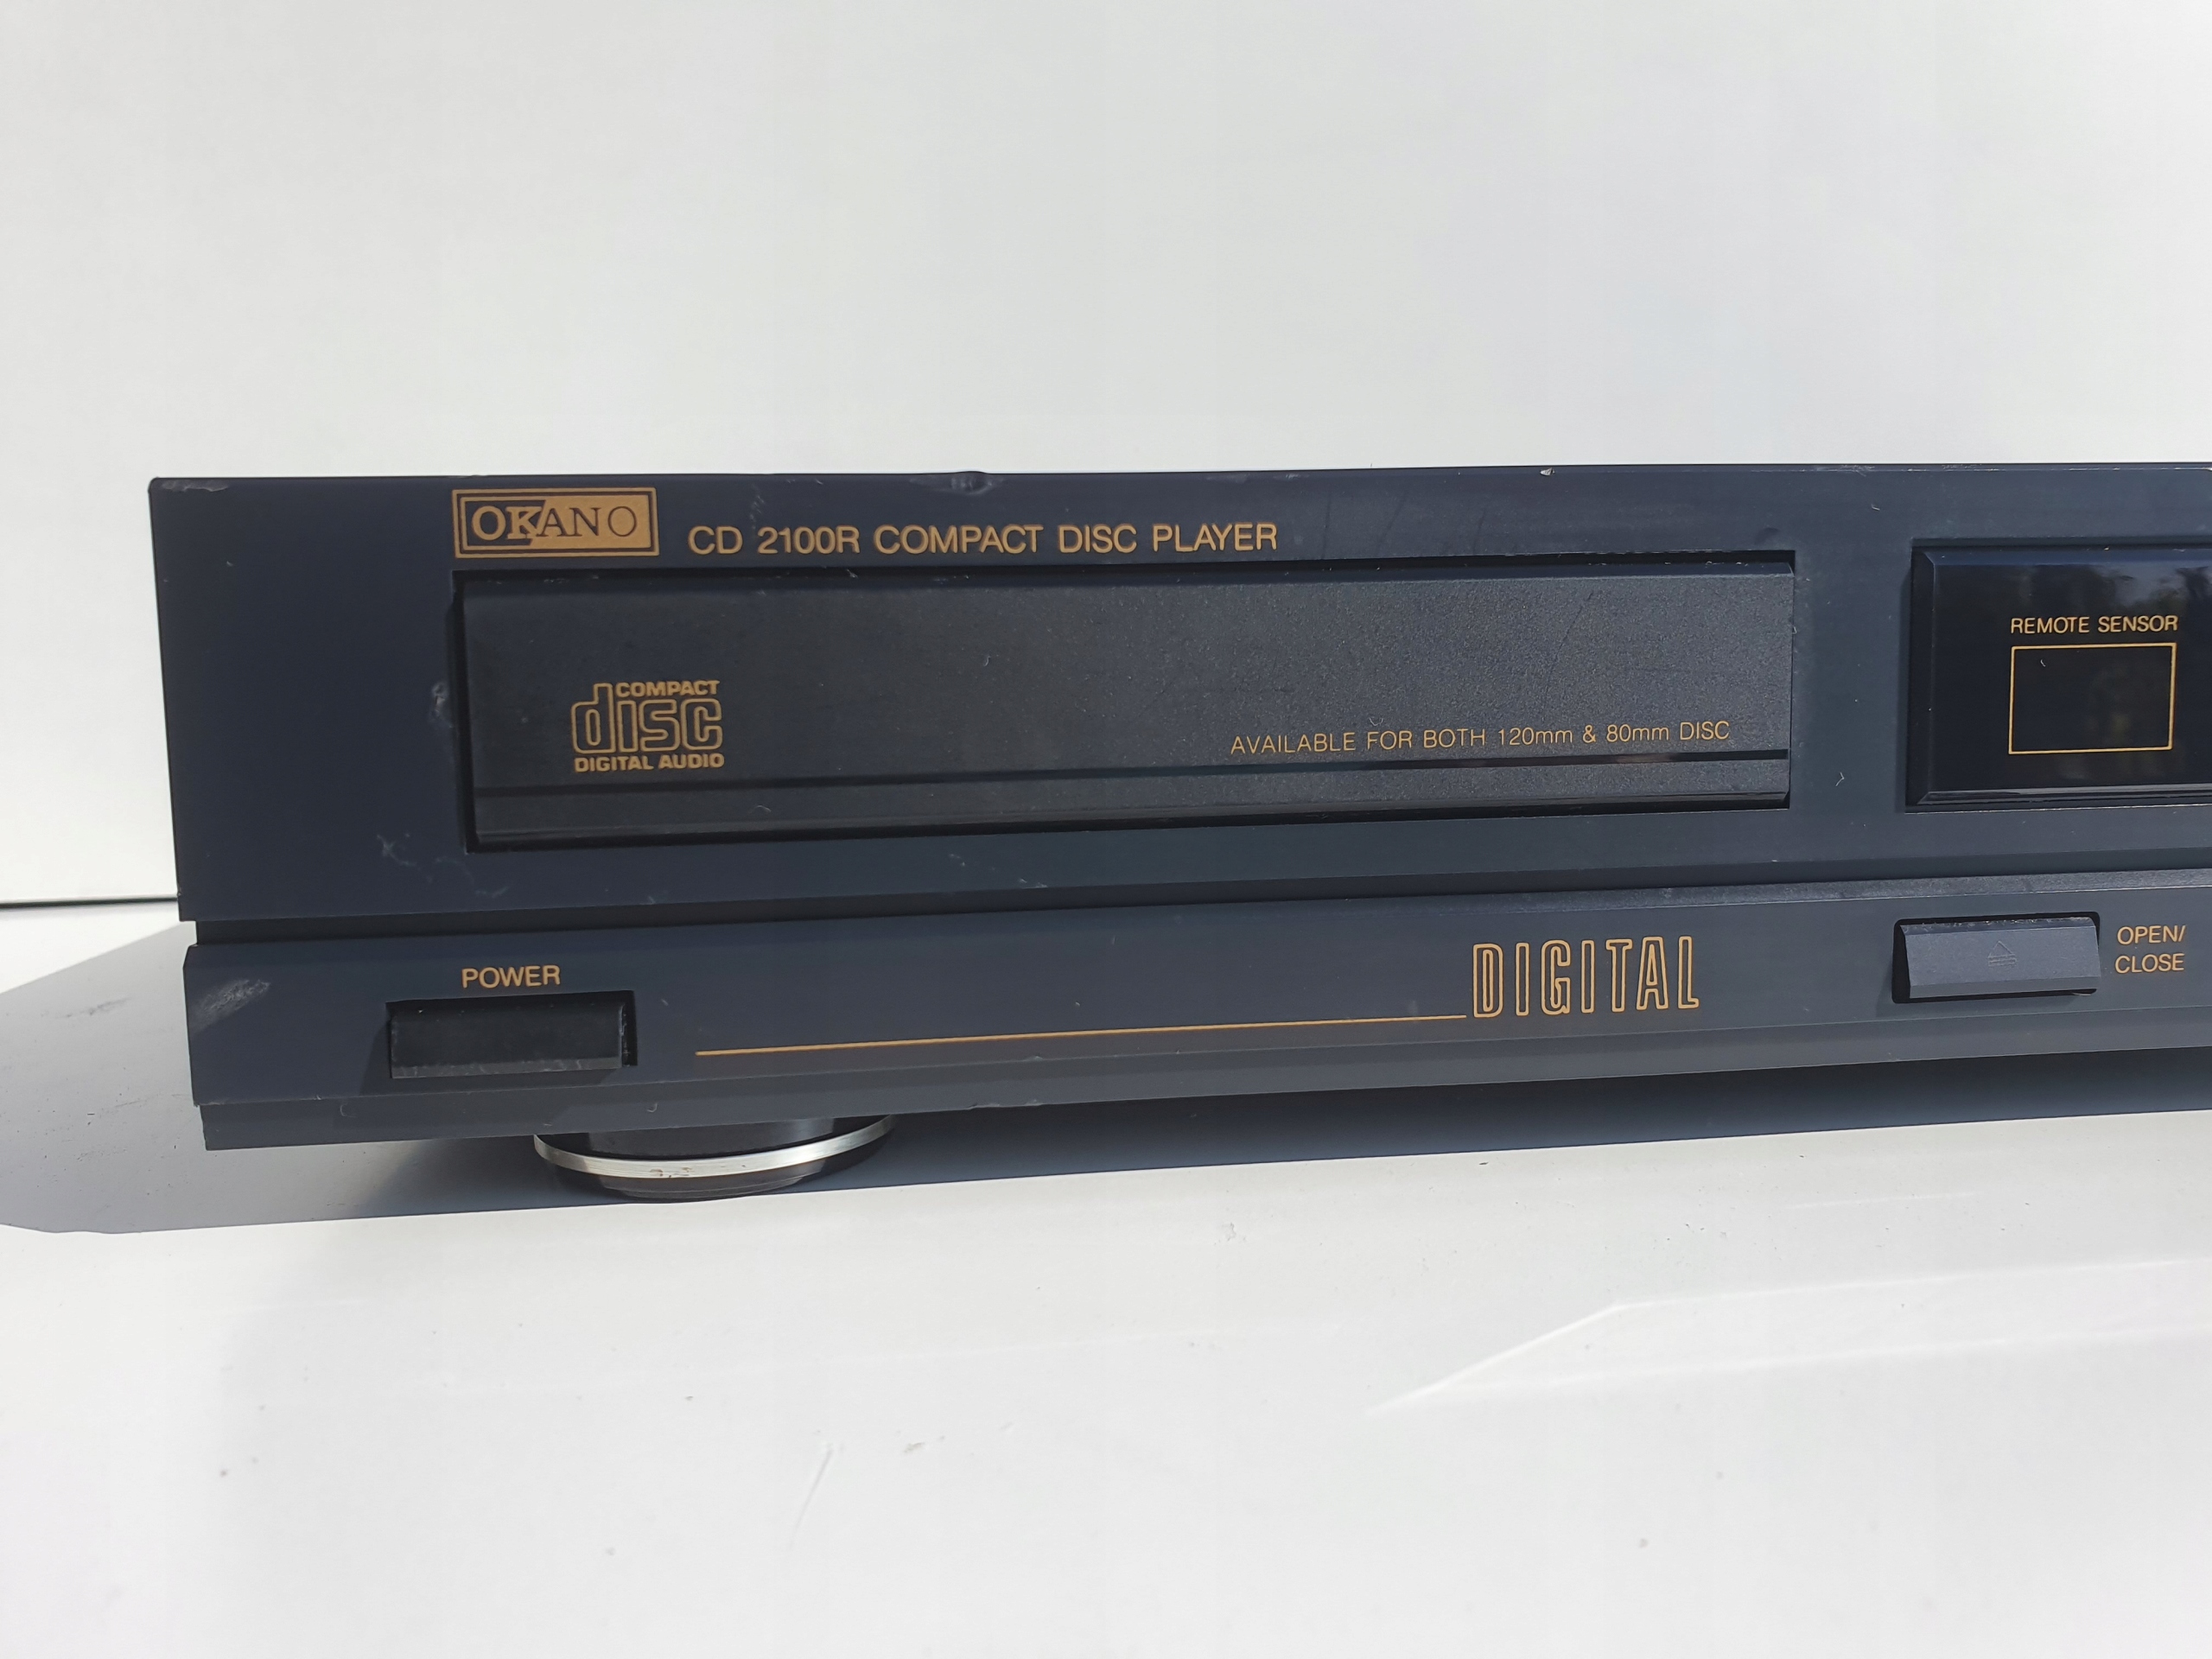 OKANO
CD 2100R COMPACT DISC PLAYER
REMOTE SENSOR
COMPACT
disc
DIGITAL AUDIO
AVAILABLE FOR BOTH 120mm & 80mm DISC
POWER
DIGITAL
OPEN/
CLOSE